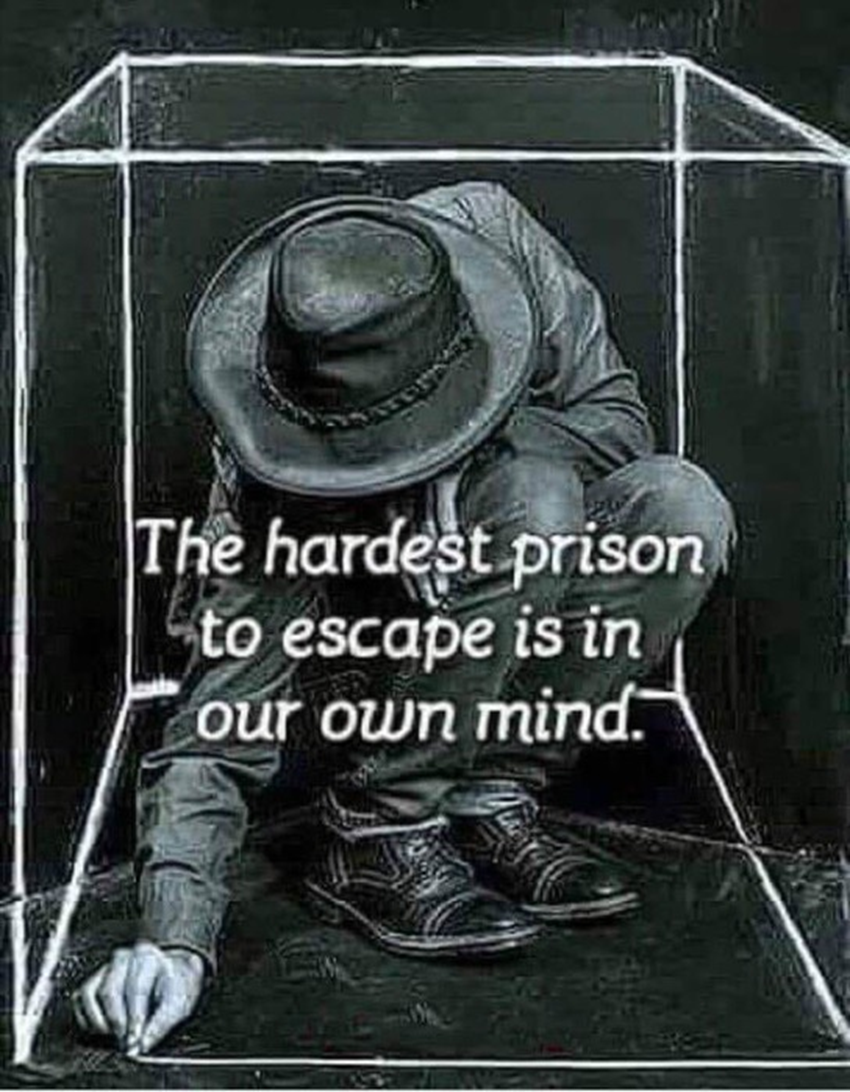 The hardest prison
to escape is in
our own mind.